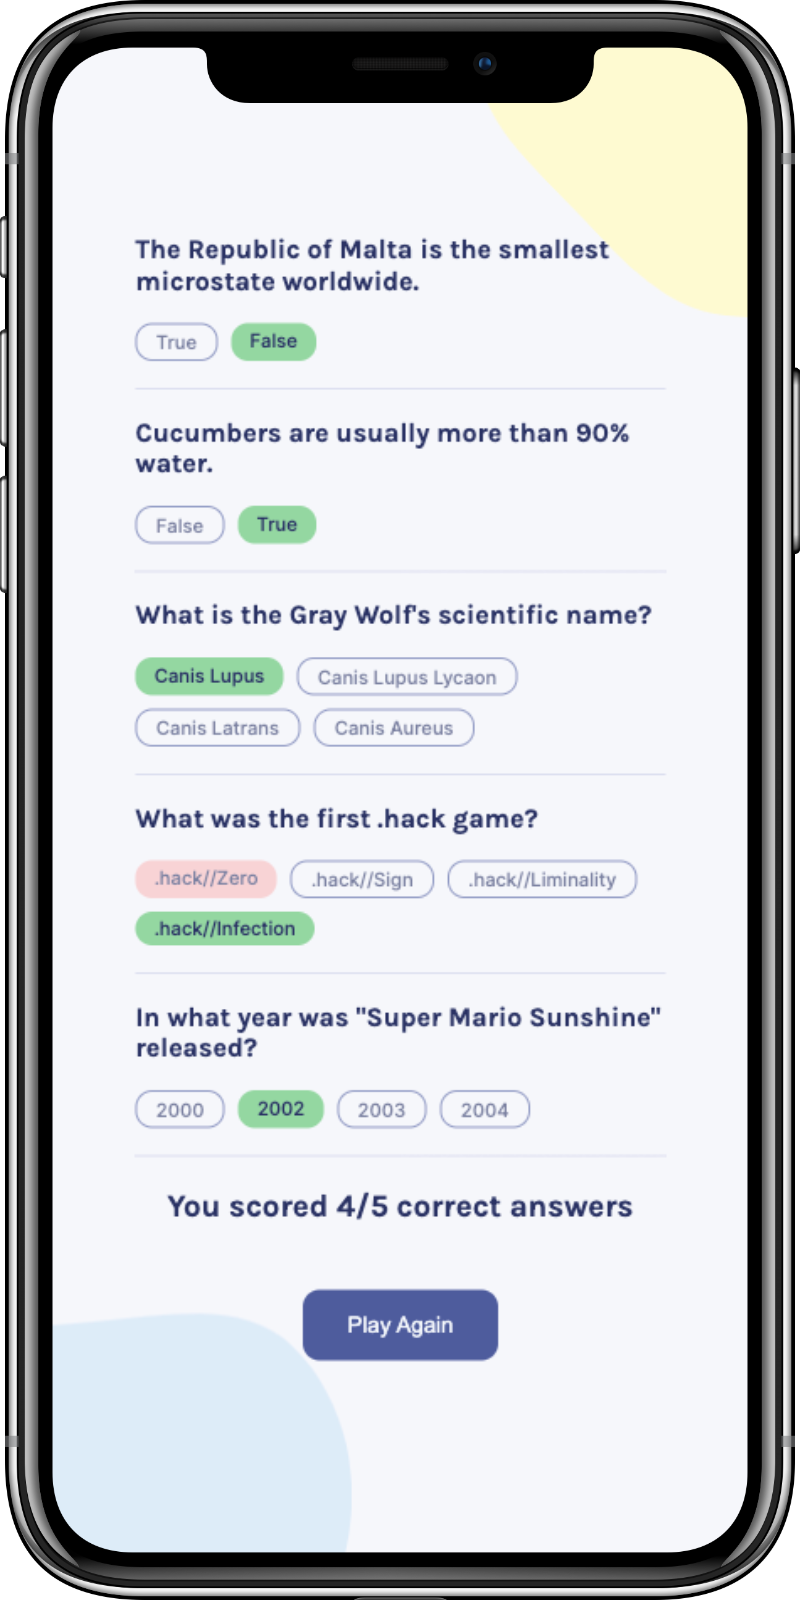 The Republic of Malta is the smallest
microstate worldwide.
True False
Cucumbers are usually more than 90%
water.
False True
What is the Gray Wolf's scientific name?
Canis Lupus Canis Lupus Lycaon
Canis Latrans Canis Aureus
What was the first .hack game?
.hack//Zero .hack//Sign .hack//Liminality
.hack//Infection
In what year was "Super Mario Sunshine"
released?
2000 2002 2003 2004
You scored 4/5 correct answers
Play Again